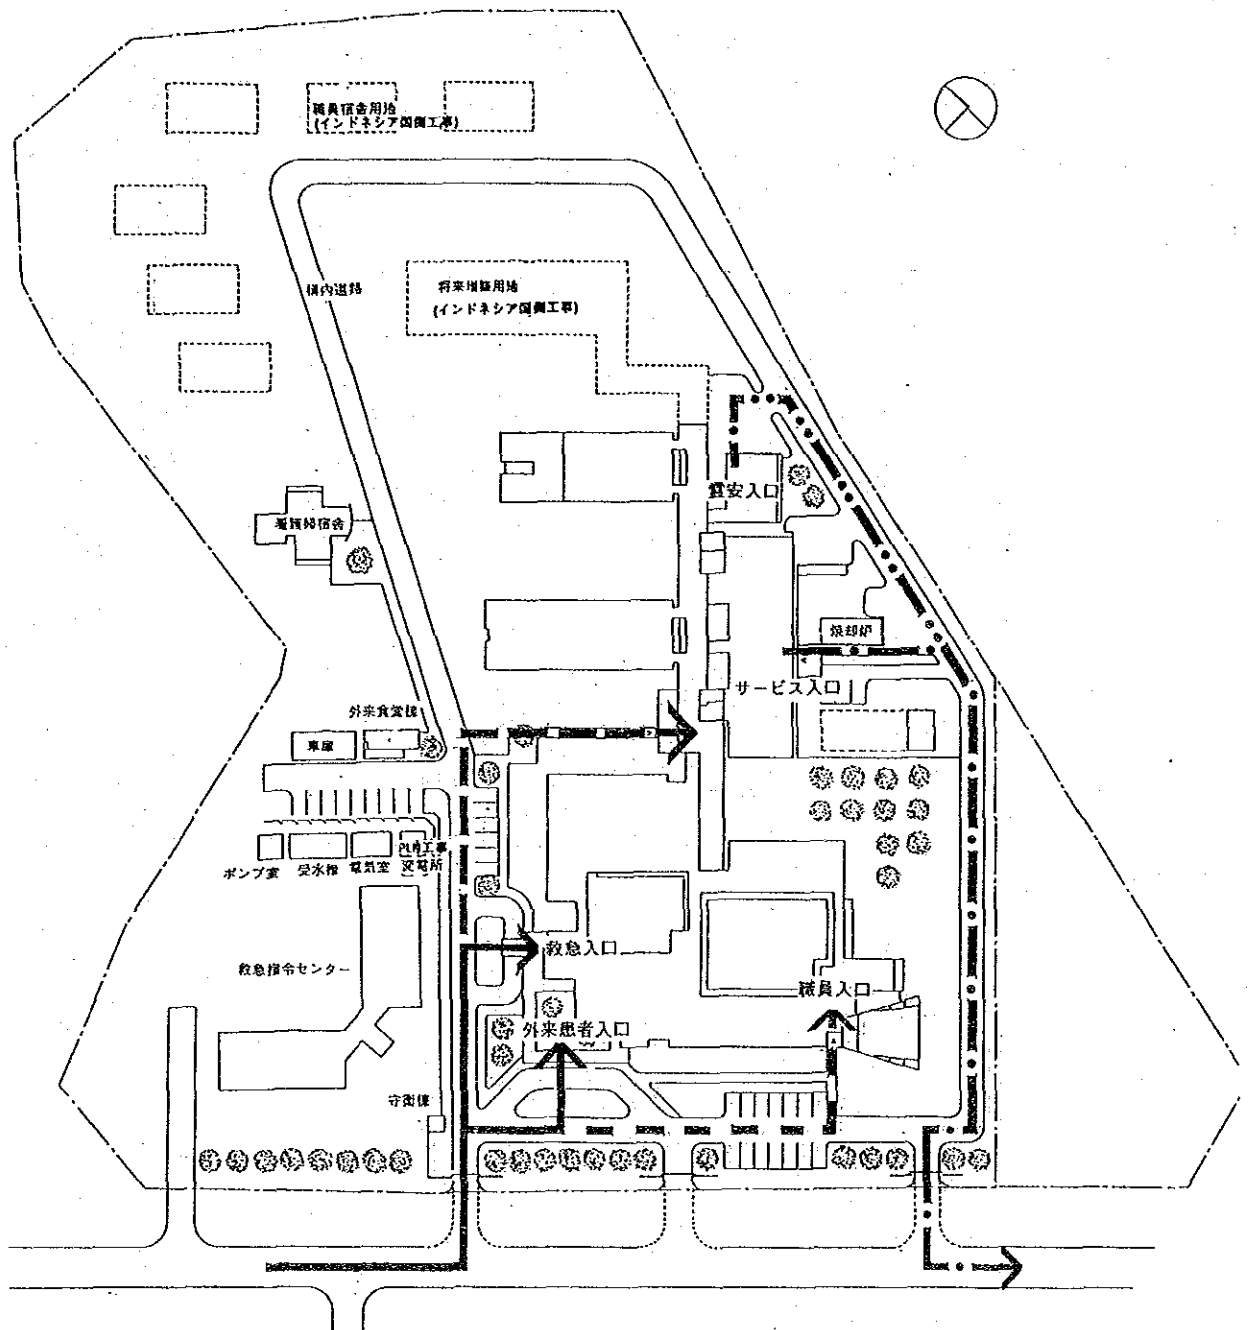 職員宿舎用地
(インドネシア国側工事)
構内道路
将来増築用地
(インドネシア国側工事)
霊安入口
看護婦宿舎
焼却炉
サービス入口
外来食堂棟
車庫
PLN工事
変電所
ポンプ室
受水槽
電気室
救急入口
救急指令センター
職員入口
外来患者入口
守衛棟